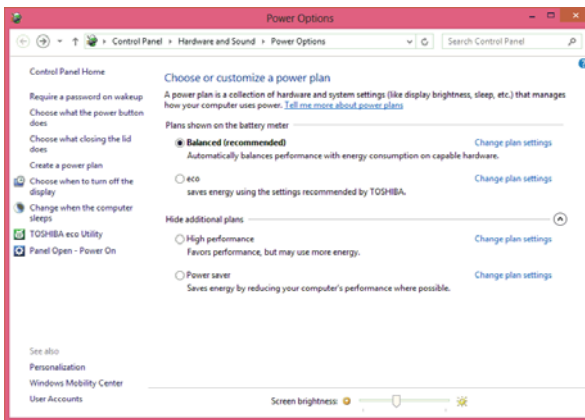 Power Options
Control Panel ▸ Hardware and Sound ▸ Power Options
Search Control Panel
Control Panel Home
Require a password on wakeup
Choose what the power button
does
Choose what closing the lid
does
Create a power plan
Choose when to turn off the
display
Change when the computer
sleeps
TOSHIBA eco Utility
Panel Open - Power On
See also
Personalization
Windows Mobility Center
User Accounts
Choose or customize a power plan
A power plan is a collection of hardware and system settings (like display brightness, sleep, etc.) that manages
how your computer uses power. Tell me more about power plans
Plans shown on the battery meter
Balanced (recommended) Change plan settings
Automatically balances performance with energy consumption on capable hardware.
eco Change plan settings
saves energy using the settings recommended by TOSHIBA.
Hide additional plans
High performance Change plan settings
Favors performance, but may use more energy.
Power saver Change plan settings
Saves energy by reducing your computer's performance where possible.
Screen brightness: